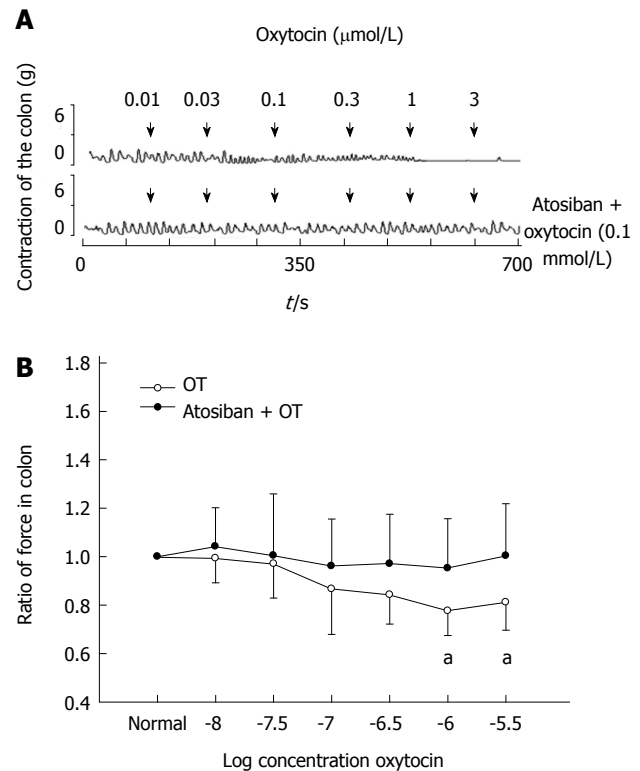 A
Oxytocin (μmol/L)
0.01 0.03 0.1 0.3 1 3
Contraction of the colon (g)
6
0
6
0
Atosiban +
oxytocin (0.1
mmol/L)
0 350 700
t/s
B
1.8
1.6
1.4
1.2
1.0
0.8
0.6
0.4
Ratio of force in colon
OT
Atosiban + OT
a a
Normal -8 -7.5 -7 -6.5 -6 -5.5
Log concentration oxytocin